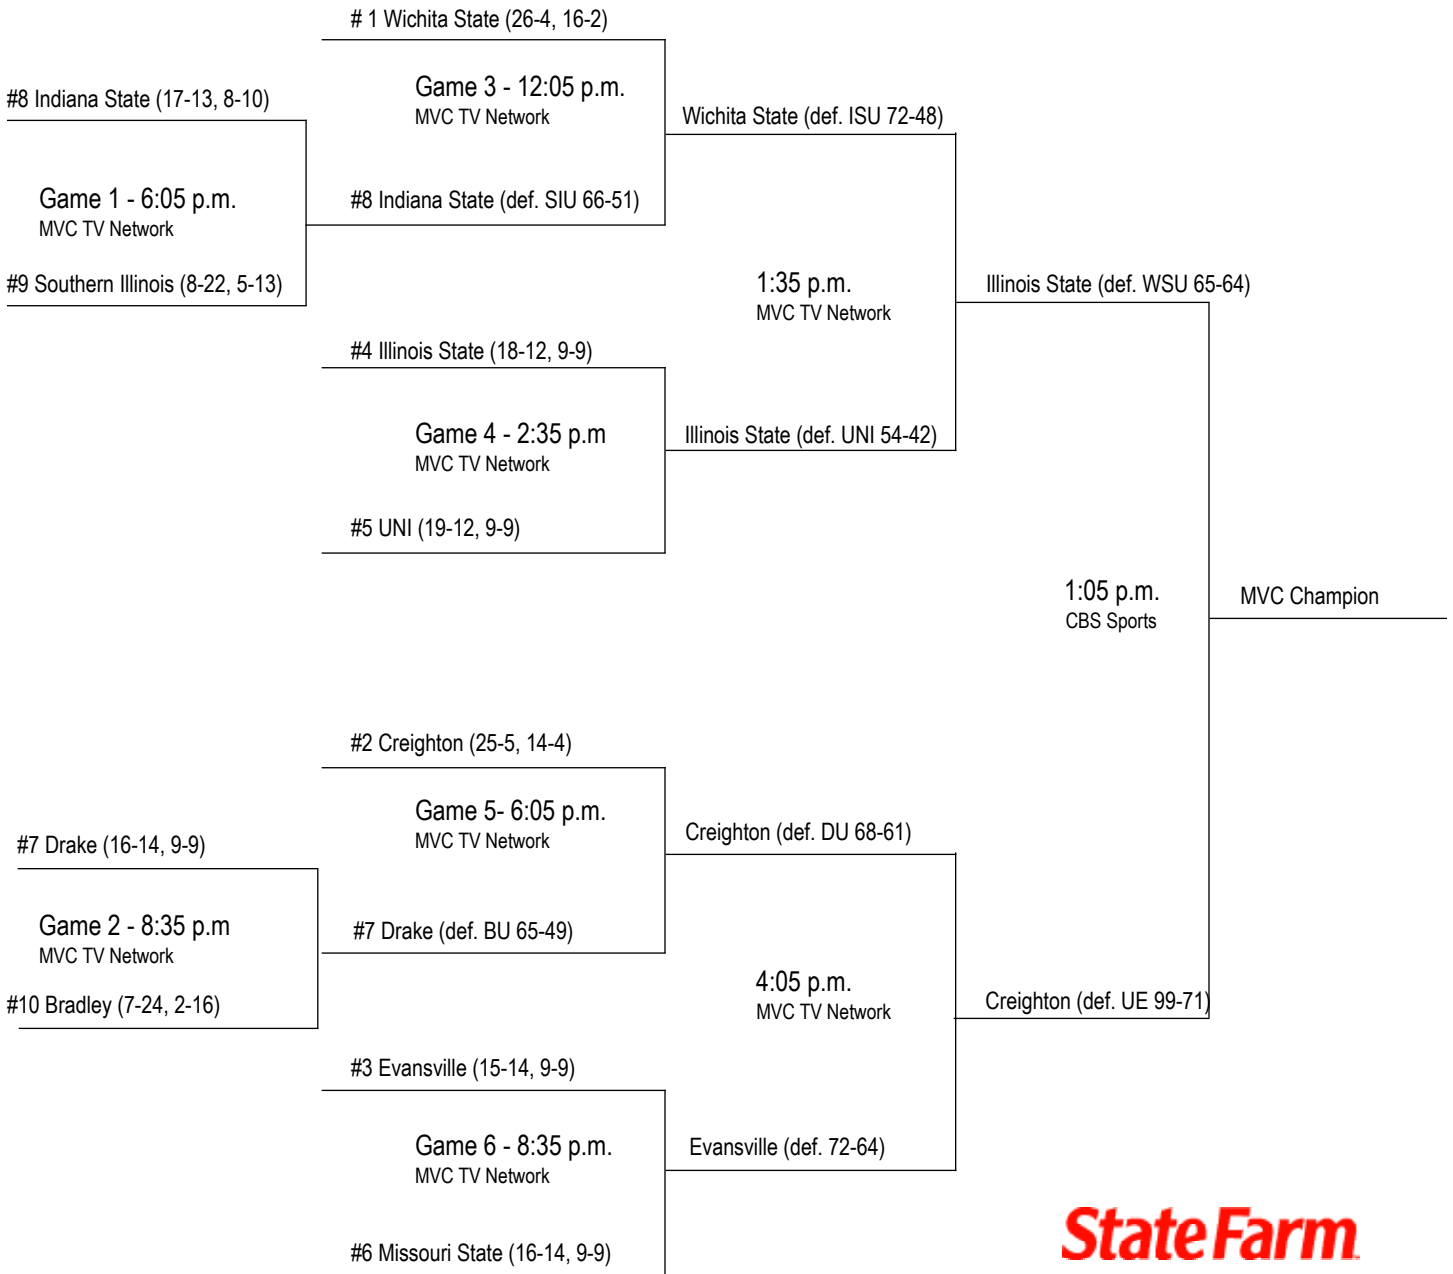 # 1 Wichita State (26-4, 16-2)
Game 3 - 12:05 p.m.
MVC TV Network
#8 Indiana State (17-13, 8-10)
Wichita State (def. ISU 72-48)
Game 1 - 6:05 p.m.
MVC TV Network
#8 Indiana State (def. SIU 66-51)
#9 Southern Illinois (8-22, 5-13)
1:35 p.m.
MVC TV Network
Illinois State (def. WSU 65-64)
#4 Illinois State (18-12, 9-9)
Game 4 - 2:35 p.m
MVC TV Network
Illinois State (def. UNI 54-42)
#5 UNI (19-12, 9-9)
1:05 p.m.
CBS Sports
MVC Champion
#2 Creighton (25-5, 14-4)
Game 5- 6:05 p.m.
MVC TV Network
Creighton (def. DU 68-61)
#7 Drake (16-14, 9-9)
Game 2 - 8:35 p.m
MVC TV Network
#7 Drake (def. BU 65-49)
#10 Bradley (7-24, 2-16)
4:05 p.m.
MVC TV Network
Creighton (def. UE 99-71)
#3 Evansville (15-14, 9-9)
Game 6 - 8:35 p.m.
MVC TV Network
Evansville (def. 72-64)
#6 Missouri State (16-14, 9-9)
State Farm